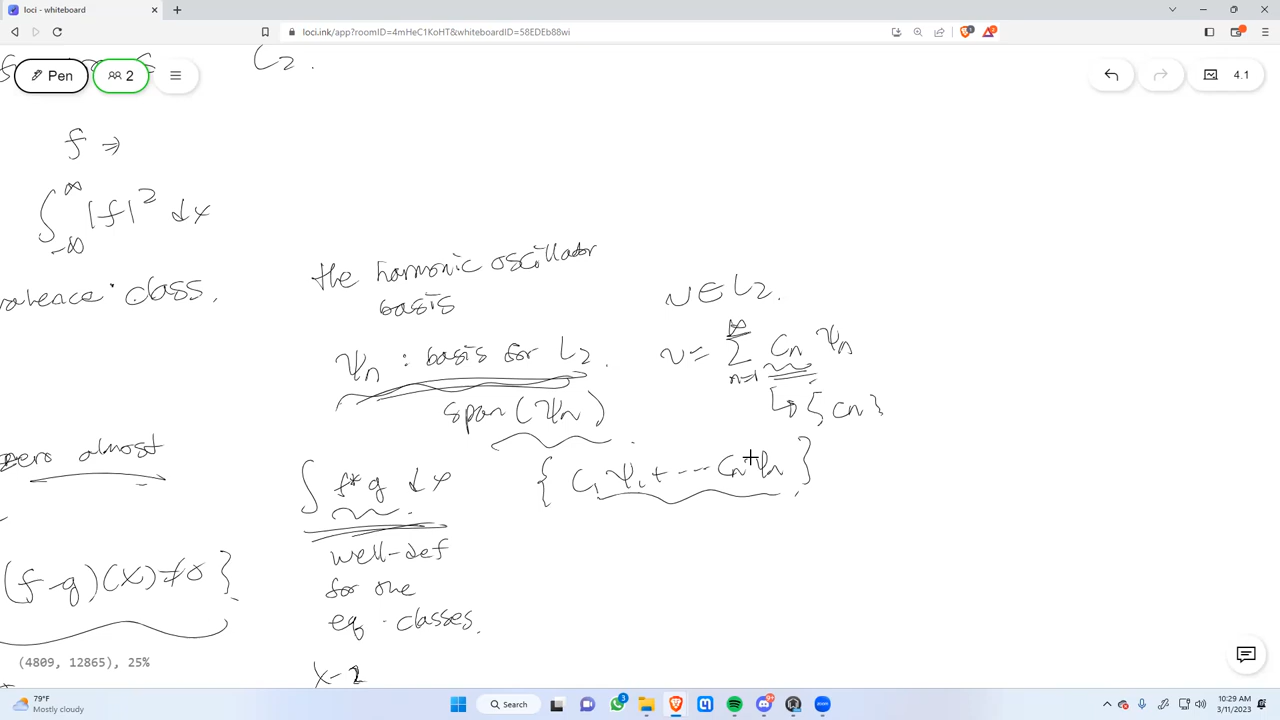 loci - whiteboard
loci.ink/app?roomID=4mHeC1KoHT&whiteboardID=58EDEb88wi
Pen
2
4.1
L₂ .
f ⇒
∫_{-∞}^{∞} |f|² dx
class.
the harmonic oscillator
basis
ψn : basis for L₂ .
span (ψn)
v ∈ L₂.
v = ∑_{n=1}^{∞} cn ψn
↳ {cn}
{ c₁ψ₁ + --- cnψn }
zero almost
∫ f*g dx
well-def
for the
eq. classes.
(f-g)(x) ≠ 0 }
x-2
(4809, 12865), 25%
79°F
Mostly cloudy
Search
3
10:29 AM
3/11/2023